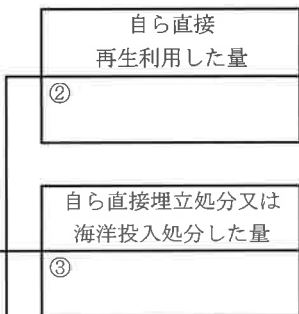 自ら直接
再生利用した量
②
自ら直接埋立処分又は
海洋投入処分した量
③